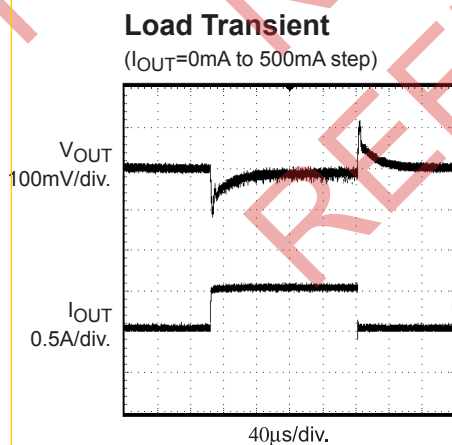 Load Transient
(IOUT=0mA to 500mA step)
VOUT
100mV/div.
IOUT
0.5A/div.
40µs/div.